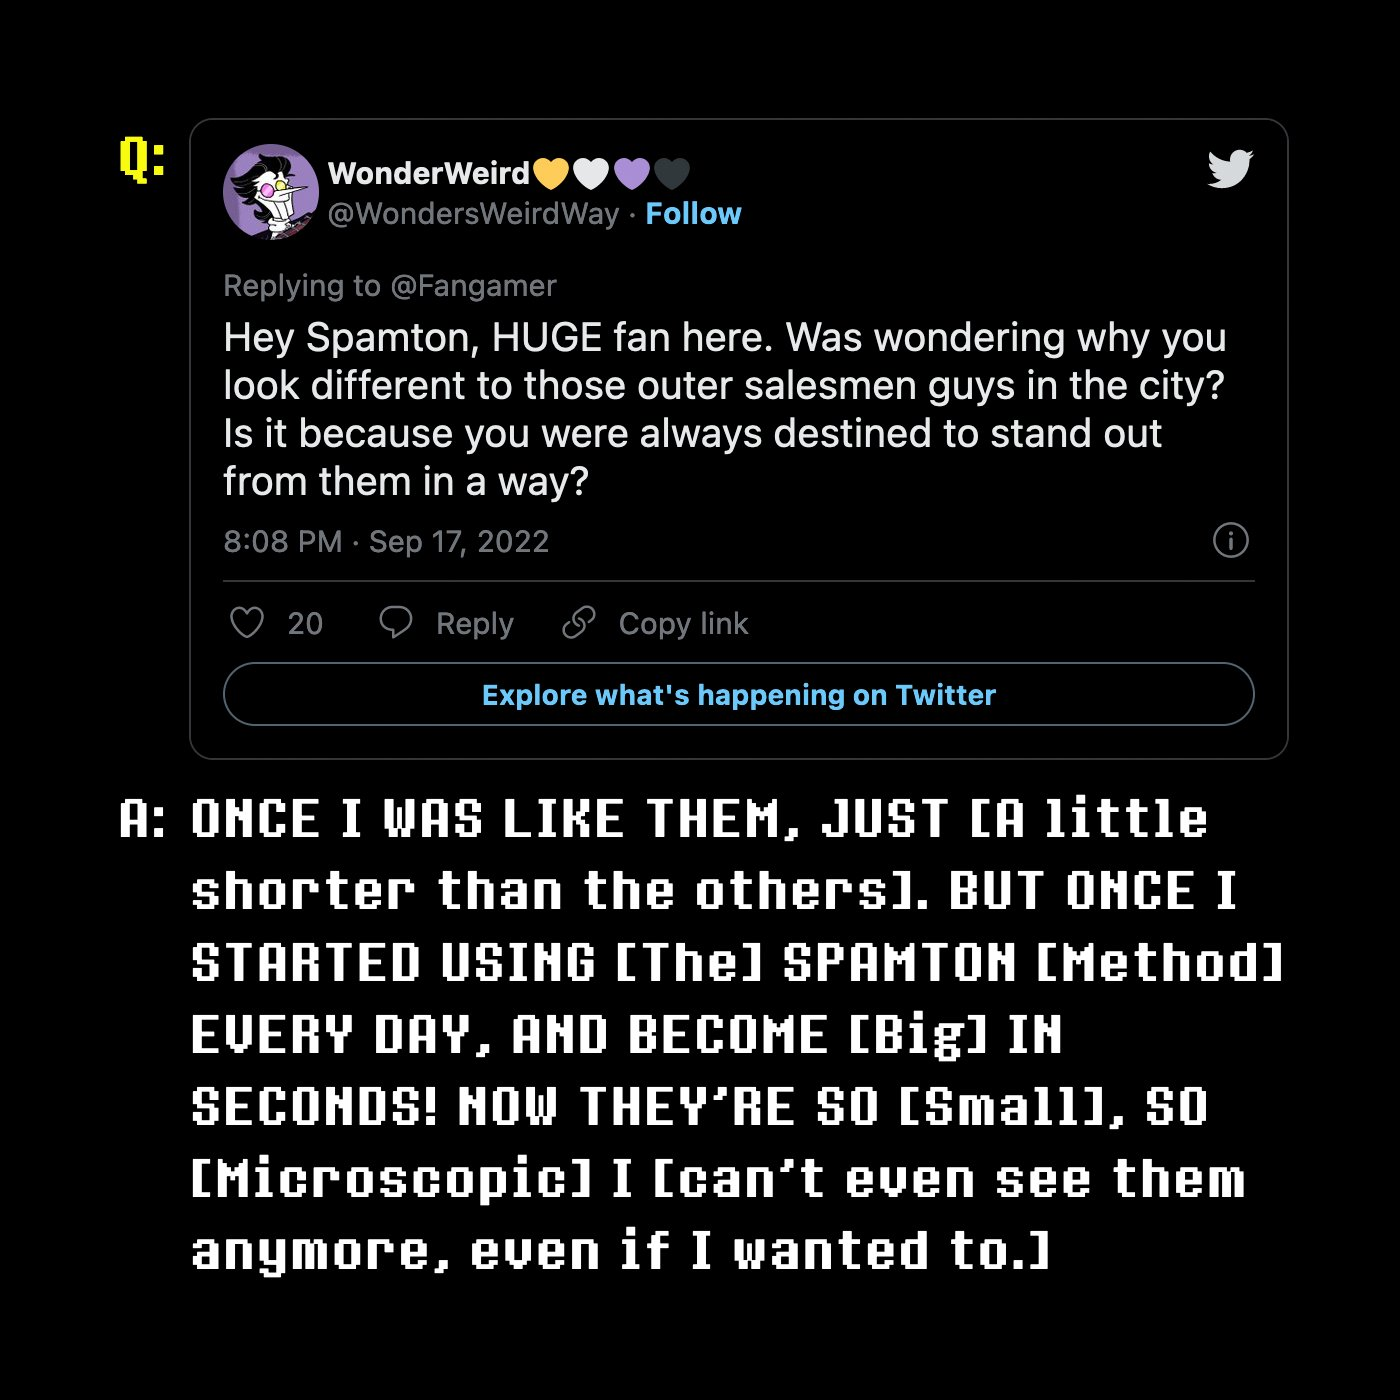 Q:
WonderWeird💛🤍💜🖤
@WondersWeirdWay · Follow
Replying to @Fangamer
Hey Spamton, HUGE fan here. Was wondering why you
look different to those outer salesmen guys in the city?
Is it because you were always destined to stand out
from them in a way?
8:08 PM · Sep 17, 2022
20 Reply Copy link
Explore what's happening on Twitter
A: ONCE I WAS LIKE THEM, JUST [A little
shorter than the others]. BUT ONCE I
STARTED USING [The] SPAMTON [Method]
EVERY DAY, AND BECOME [Big] IN
SECONDS! NOW THEY'RE SO [Small], SO
[Microscopic] I [can't even see them
anymore, even if I wanted to.]